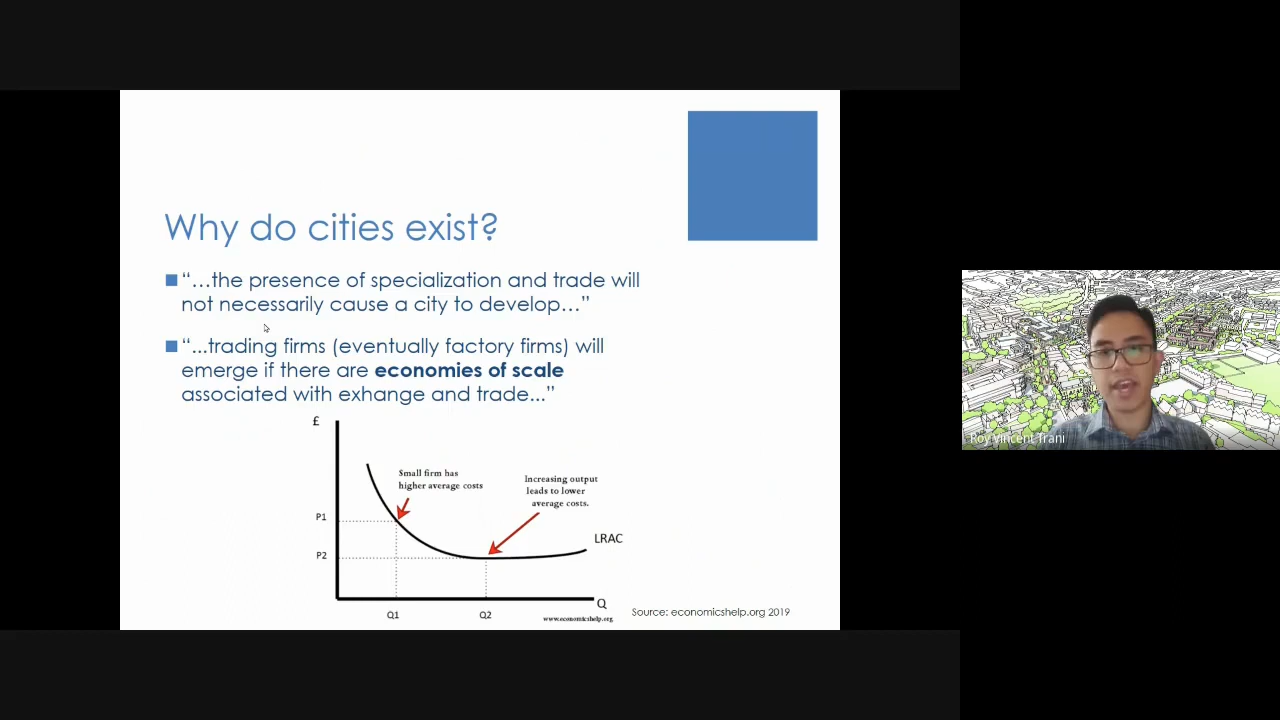 Why do cities exist?
“…the presence of specialization and trade will
not necessarily cause a city to develop…”
“...trading firms (eventually factory firms) will
emerge if there are economies of scale
associated with exhange and trade...”
£
Small firm has
higher average costs
Increasing output
leads to lower
average costs.
P1
P2
LRAC
Q
Q1
Q2
www.economicshelp.org
Source: economicshelp.org 2019
Roy Vincent Trani